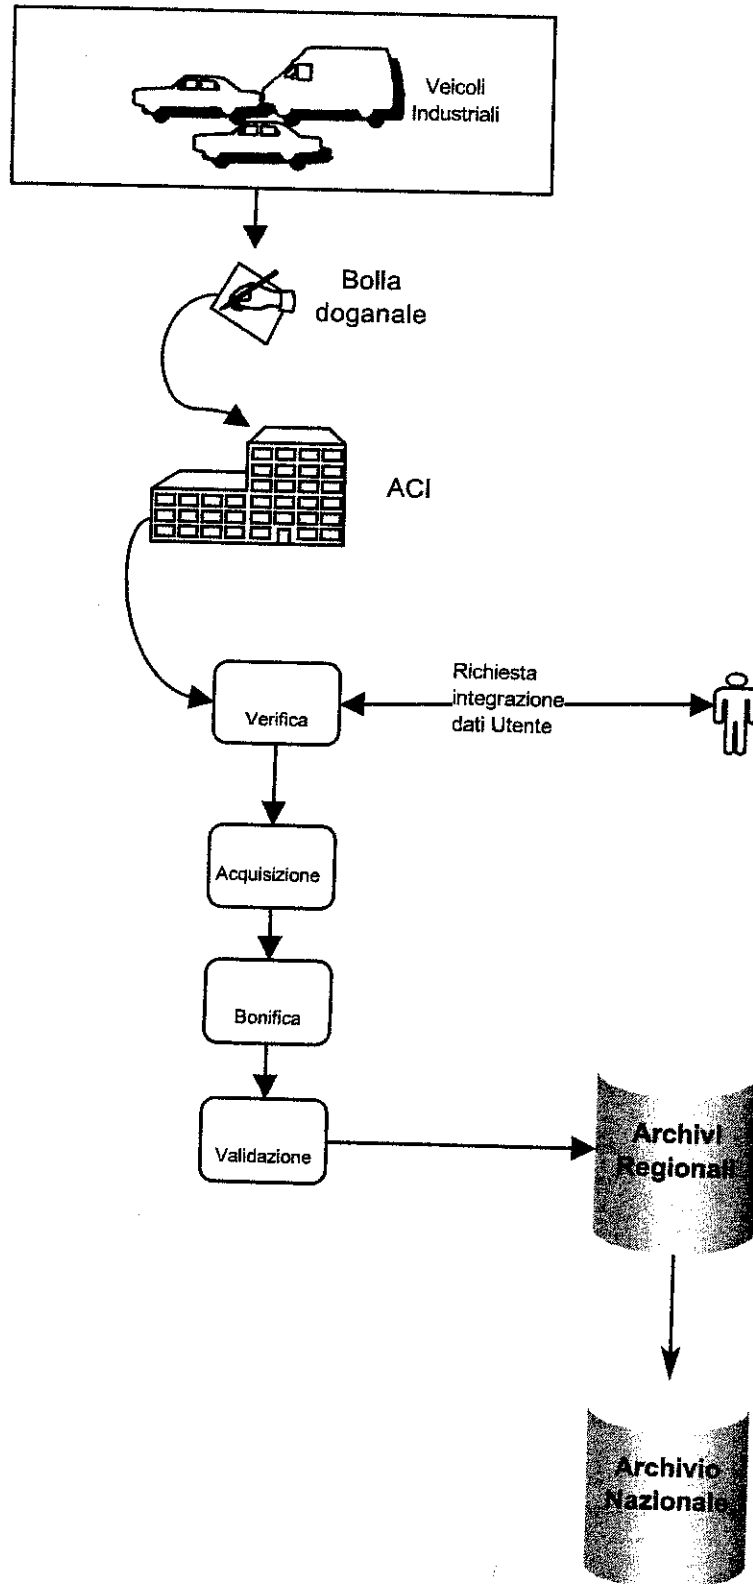 Veicoli
Industriali
Bolla
doganale
ACI
Richiesta
integrazione
dati Utente
Verifica
Acquisizione
Bonifica
Validazione
Archivi
Regionali
Archivio
Nazionale